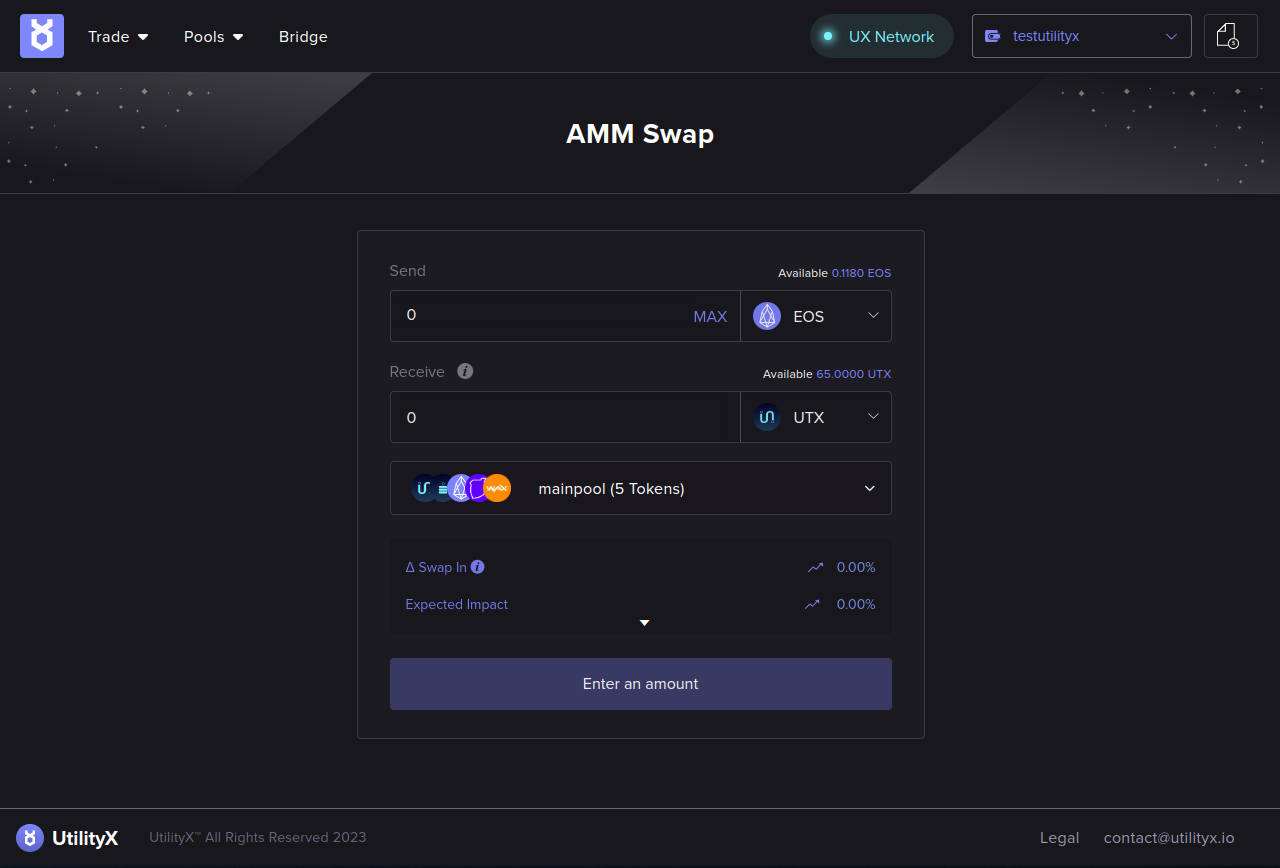 Trade Pools Bridge UX Network testutilityx
AMM Swap
Send Available 0.1180 EOS
0 MAX EOS
Receive Available 65.0000 UTX
0 UTX
mainpool (5 Tokens)
Δ Swap In 0.00%
Expected Impact 0.00%
Enter an amount
UtilityX UtilityX™ All Rights Reserved 2023 Legal contact@utilityx.io